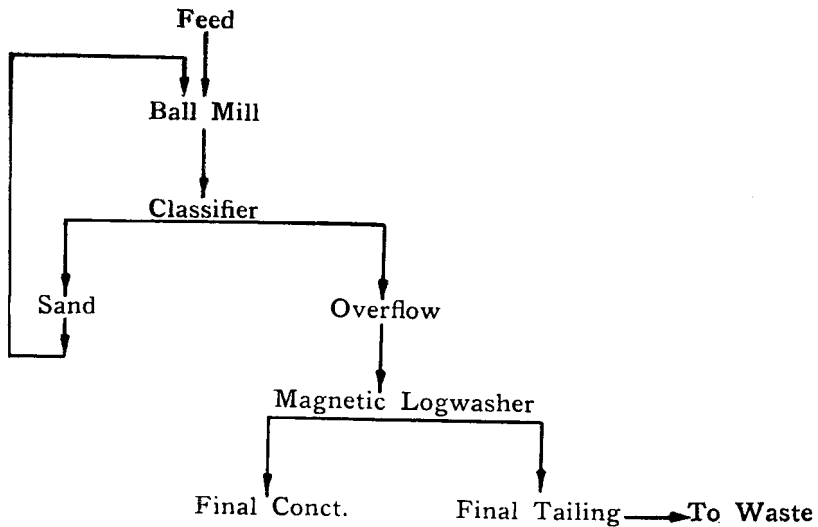 Feed
Ball Mill
Classifier
Sand
Overflow
Magnetic Logwasher
Final Conct.
Final Tailing
To Waste